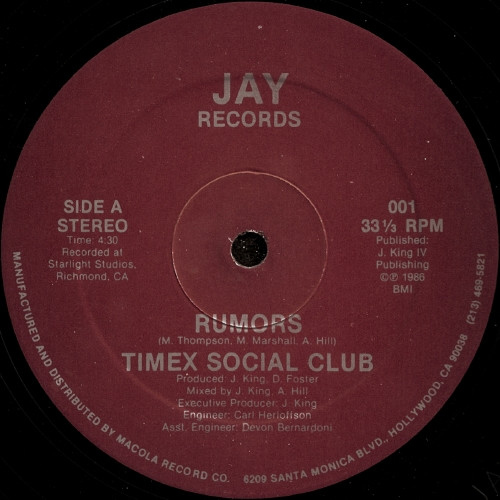 JAY
RECORDS
SIDE A
STEREO
Time: 4:30
Recorded at
Starlight Studios,
Richmond, CA
001
33⅓ RPM
Published:
J. King IV
Publishing
©℗ 1986
BMI
RUMORS
(M. Thompson, M. Marshall, A. Hill)
TIMEX SOCIAL CLUB
Produced: J. King, D. Foster
Mixed by J. King, A. Hill
Executive Producer: J. King
Engineer: Carl Herlofsson
Asst. Engineer: Devon Bernardoni
MANUFACTURED AND DISTRIBUTED BY MACOLA RECORD CO. 6209 SANTA MONICA BLVD., HOLLYWOOD, CA 90038 (213) 469-5821